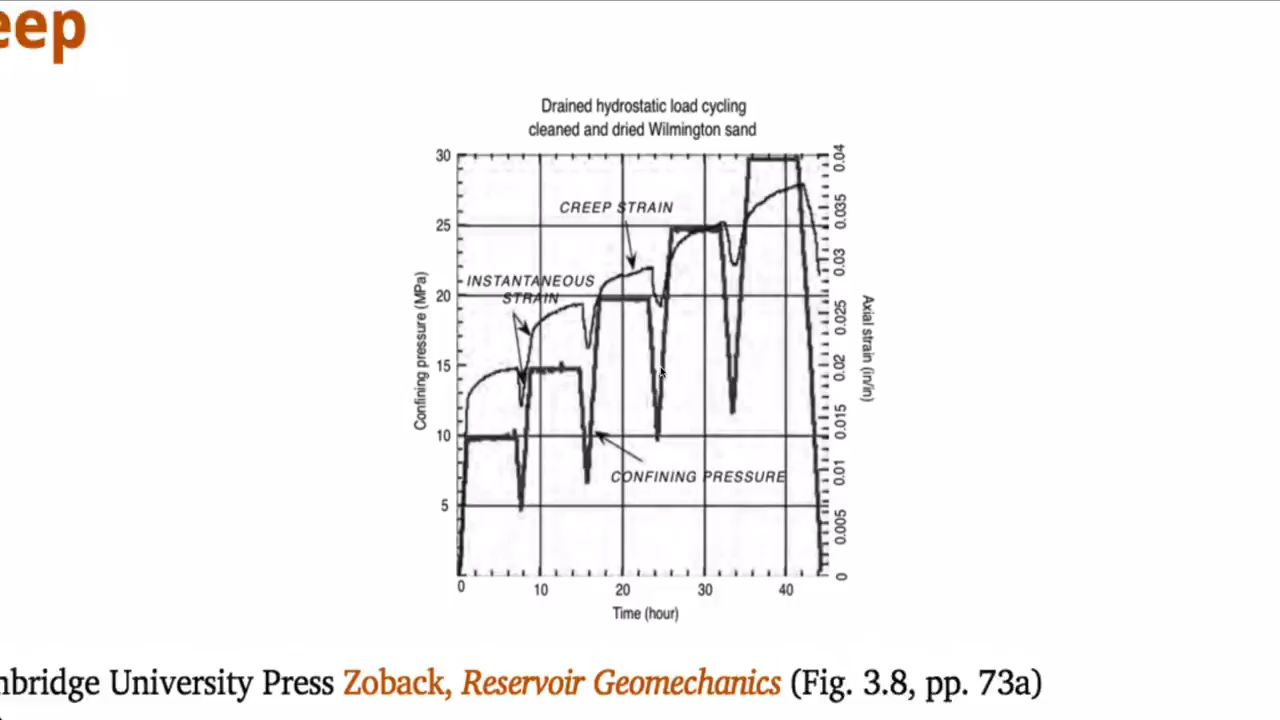 eep
Drained hydrostatic load cycling
cleaned and dried Wilmington sand
30
25
20
15
10
5
Confining pressure (MPa)
CREEP STRAIN
INSTANTANEOUS
STRAIN
CONFINING PRESSURE
0.04
0.035
0.03
0.025
0.02
0.015
0.01
0.005
0
Axial strain (in/in)
0 10 20 30 40
Time (hour)
nbridge University Press Zoback, Reservoir Geomechanics (Fig. 3.8, pp. 73a)